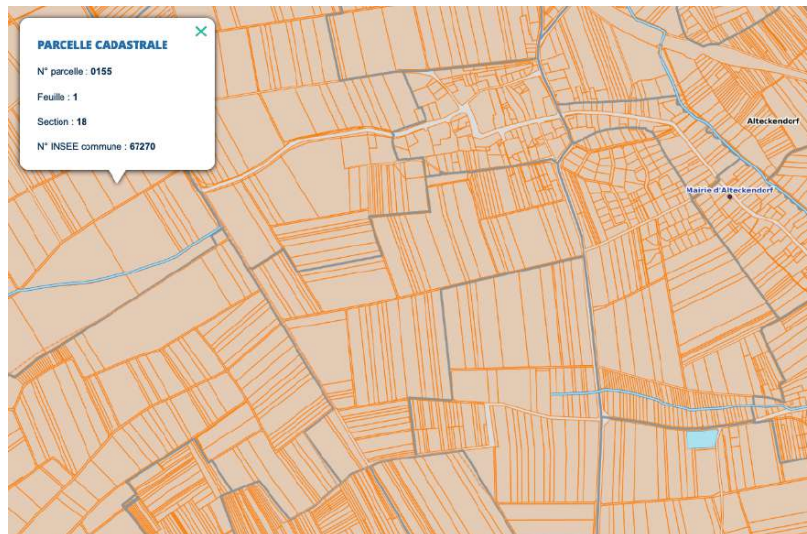 PARCELLE CADASTRALE
N° parcelle : 0155
Feuille : 1
Section : 18
N° INSEE commune : 67270
Alteckendorf
Mairie d'Alteckendorf